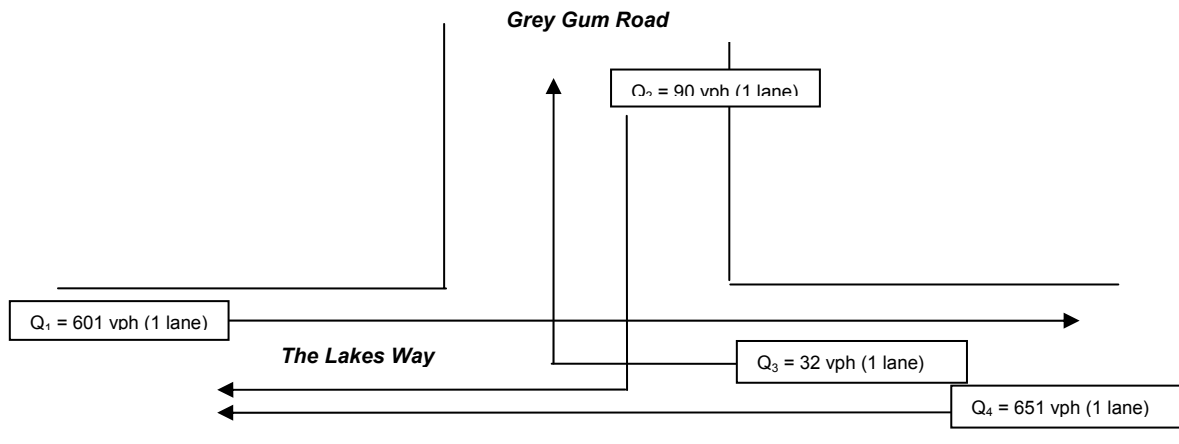 Grey Gum Road
Q₂ = 90 vph (1 lane)
Q₁ = 601 vph (1 lane)
The Lakes Way
Q₃ = 32 vph (1 lane)
Q₄ = 651 vph (1 lane)